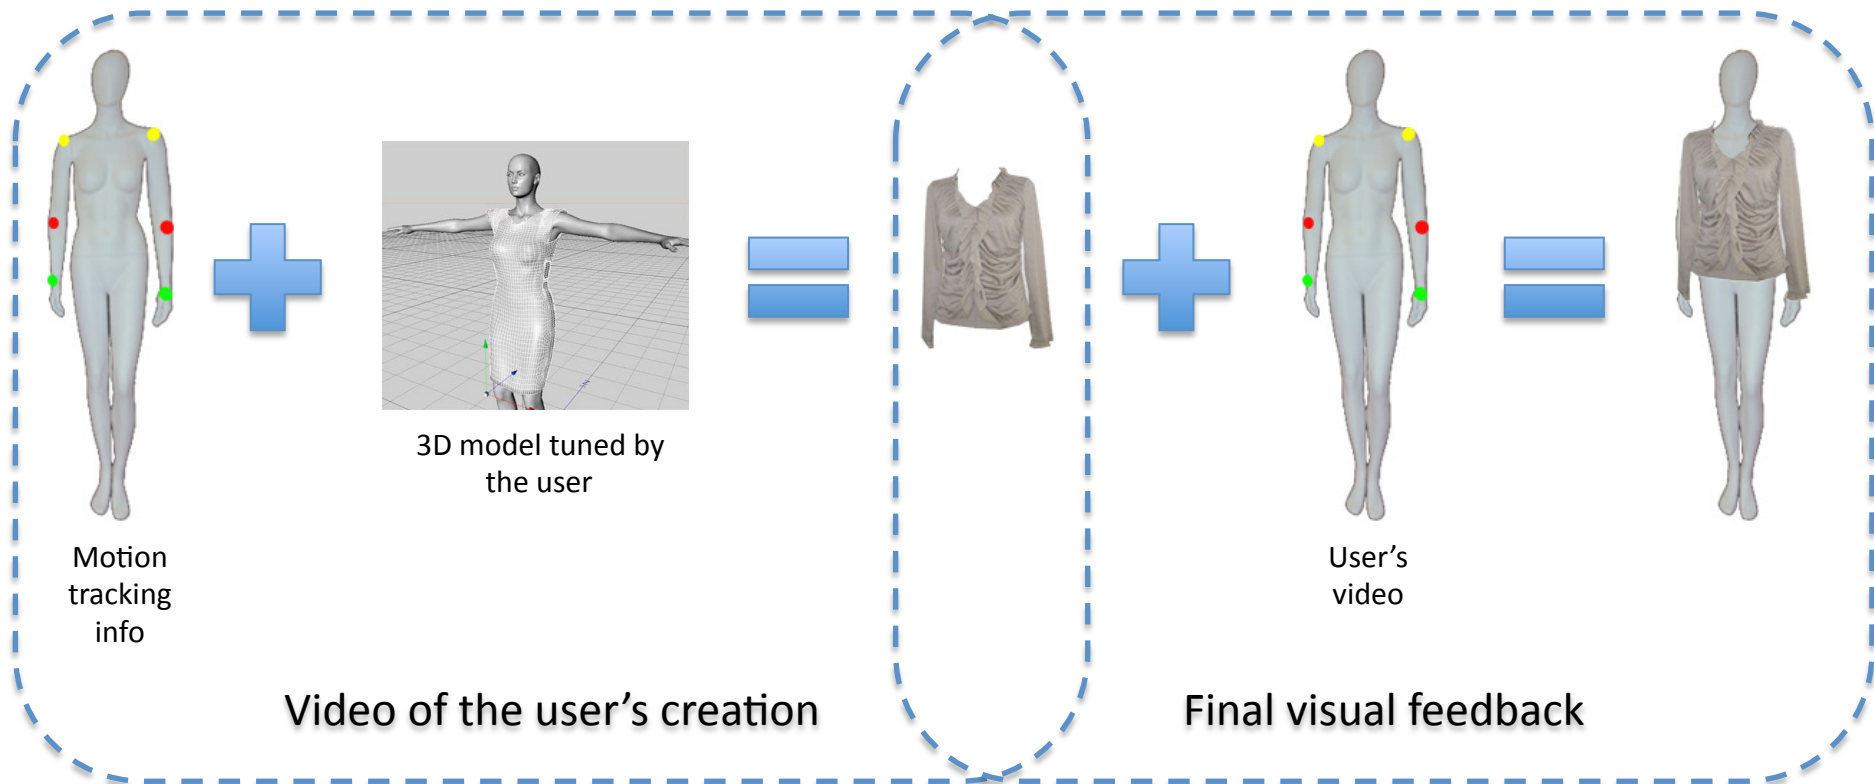 3D model tuned by
the user
Motion
tracking
info
User’s
video
Video of the user’s creation
Final visual feedback